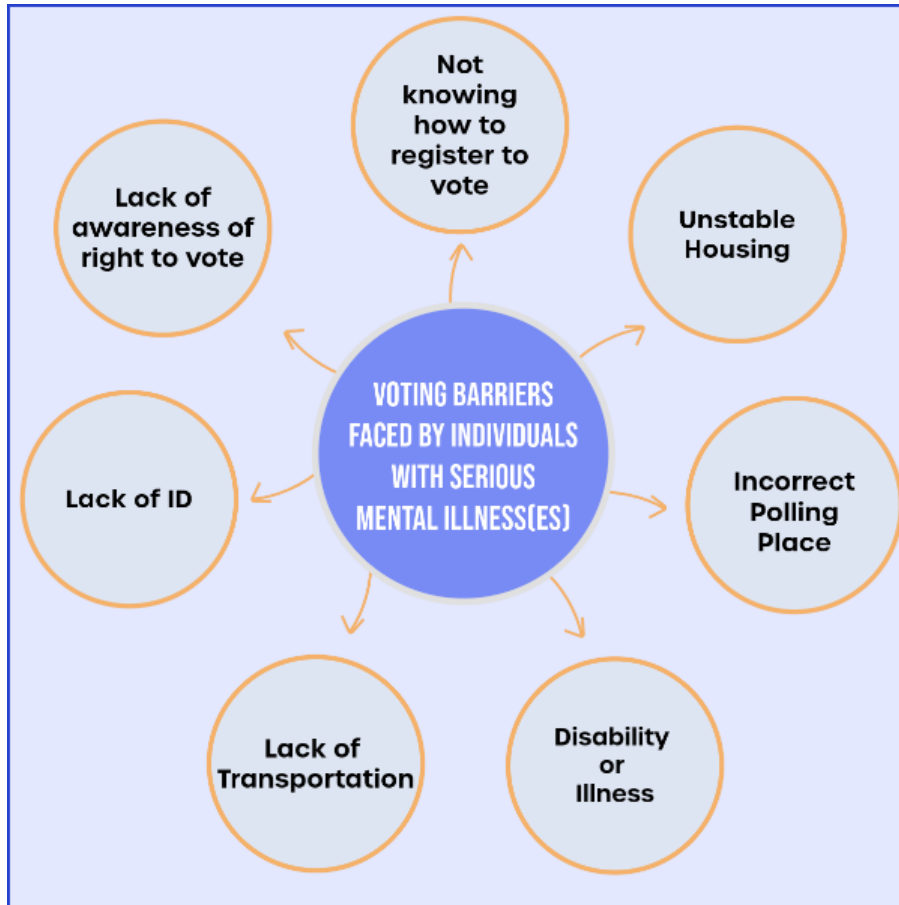 VOTING BARRIERS
FACED BY INDIVIDUALS
WITH SERIOUS
MENTAL ILLNESS(ES)
Not
knowing
how to
register to
vote
Unstable
Housing
Incorrect
Polling
Place
Disability
or
Illness
Lack of
Transportation
Lack of ID
Lack of
awareness of
right to vote